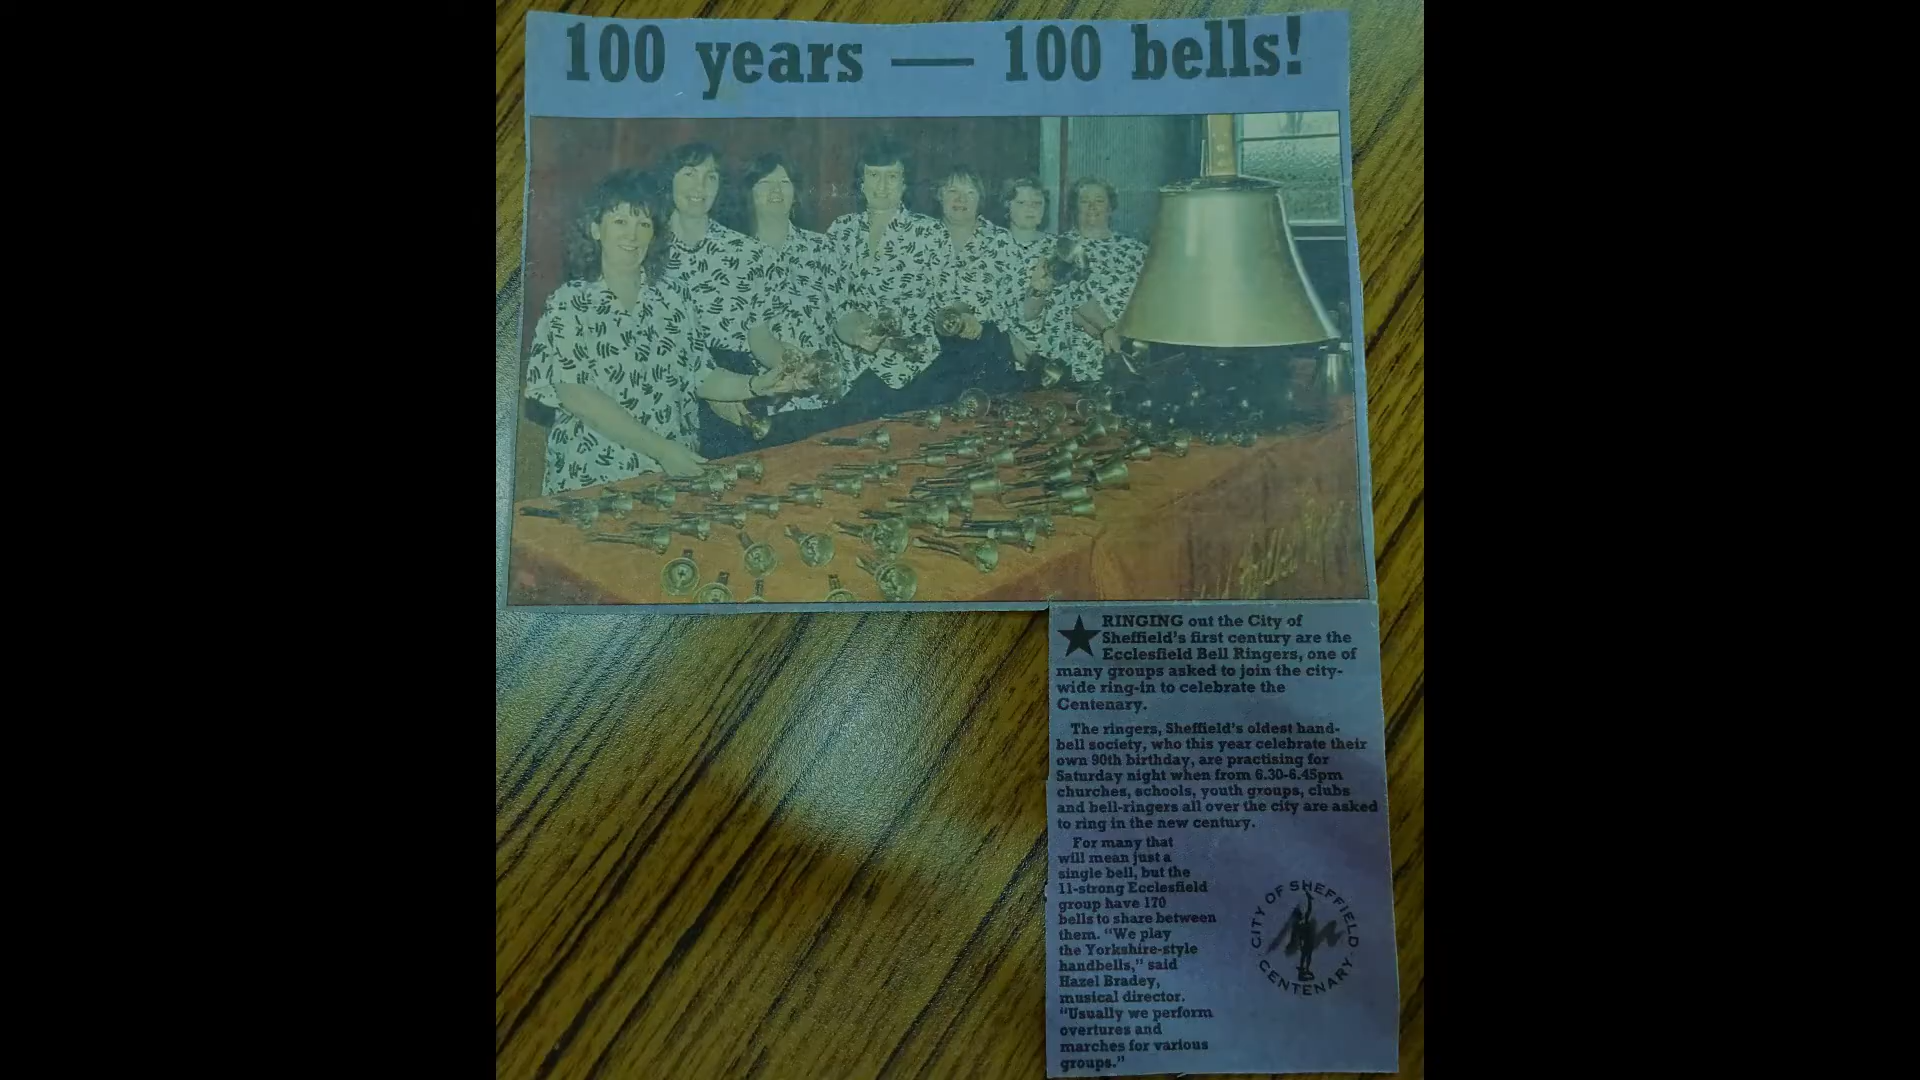 100 years — 100 bells!
RINGING out the City of
Sheffield's first century are the
Ecclesfield Bell Ringers, one of
many groups asked to join the city-
wide ring-in to celebrate the
Centenary.
The ringers, Sheffield's oldest hand-
bell society, who this year celebrate their
own 90th birthday, are practising for
Saturday night when from 6.30-6.45pm
churches, schools, youth groups, clubs
and bell-ringers all over the city are asked
to ring in the new century.
For many that
will mean just a
single bell, but the
11-strong Ecclesfield
group have 170
bells to share between
them. "We play
the Yorkshire-style
handbells," said
Hazel Bradey,
musical director.
"Usually we perform
overtures and
marches for various
groups."
CITY OF SHEFFIELD
CENTENARY